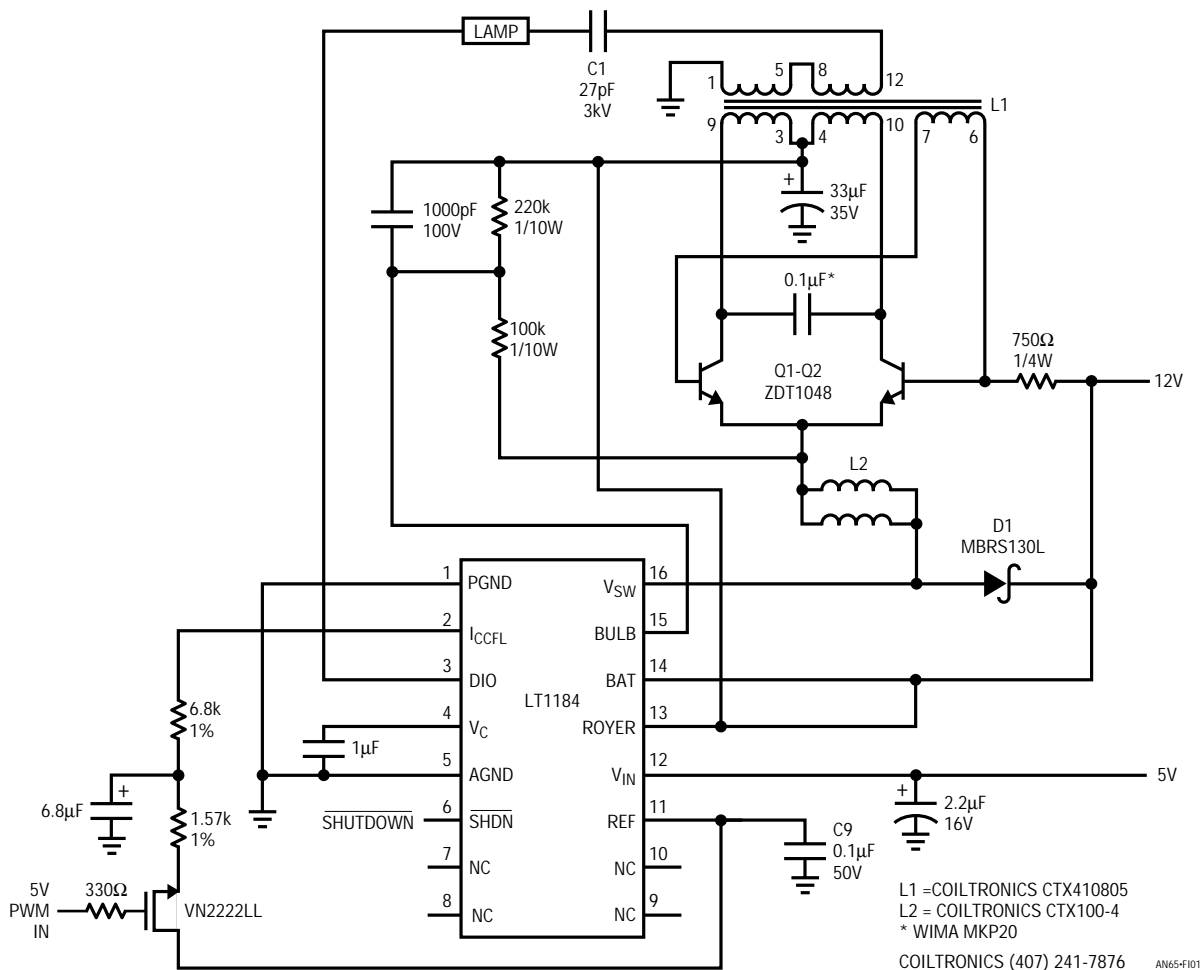 LAMP
C1
27pF
3kV
1
5
8
12
L1
9
3
4
10
7
6
+
33µF
35V
1000pF
100V
220k
1/10W
0.1µF*
100k
1/10W
Q1-Q2
ZDT1048
750Ω
1/4W
12V
L2
D1
MBRS130L
1
PGND
VSW
16
2
ICCFL
BULB
15
3
DIO
BAT
14
LT1184
4
VC
ROYER
13
5
AGND
VIN
12
6
SHDN
REF
11
7
NC
NC
10
8
NC
NC
9
6.8k
1%
1µF
5V
+
6.8µF
+
2.2µF
16V
1.57k
1%
SHUTDOWN
C9
0.1µF
50V
5V
PWM
IN
330Ω
VN2222LL
L1 =COILTRONICS CTX410805
L2 = COILTRONICS CTX100-4
* WIMA MKP20
COILTRONICS (407) 241-7876
AN65•FI01